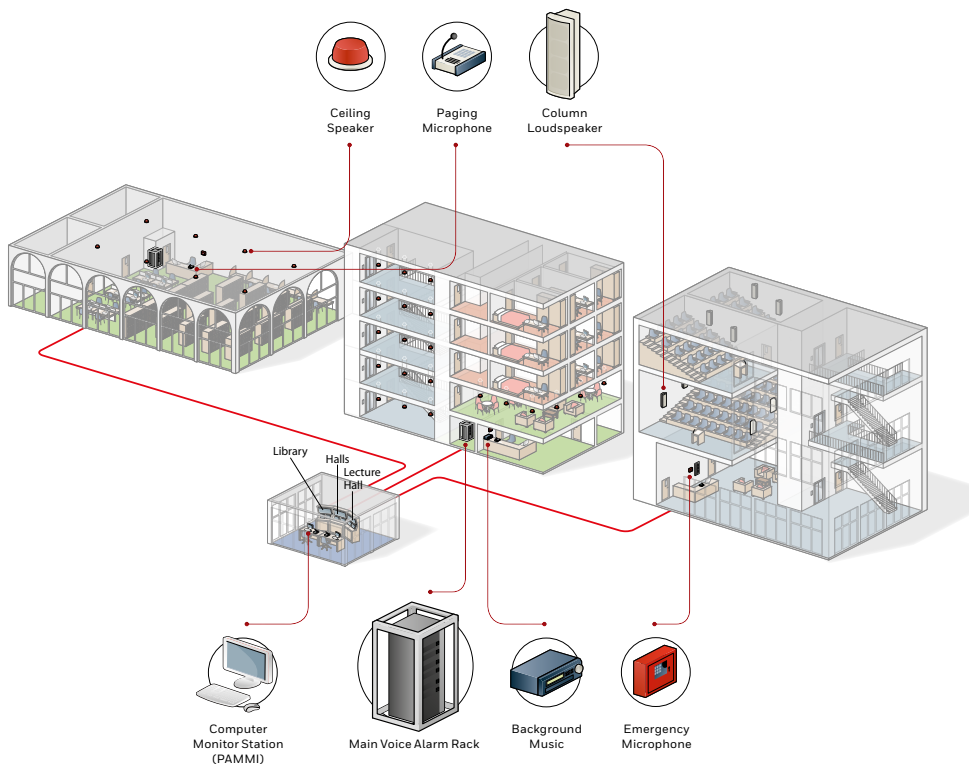 Ceiling
Speaker
Paging
Microphone
Column
Loudspeaker
Library
Halls
Lecture
Hall
Computer
Monitor Station
(PAMMI)
Main Voice Alarm Rack
Background
Music
Emergency
Microphone